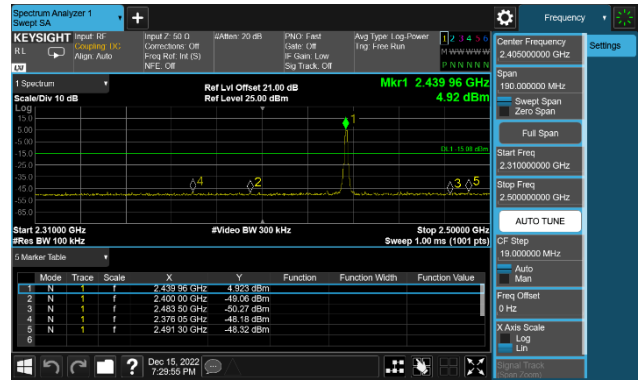 Spectrum Analyzer 1
Swept SA
Frequency
KEYSIGHT
RL
LXI
Input: RF
Coupling: DC
Align: Auto
Input Z: 50 Ω
Corrections: Off
Freq Ref: Int (S)
NFE: Off
#Atten: 20 dB
PNO: Fast
Gate: Off
IF Gain: Low
Sig Track: Off
Avg Type: Log-Power
Trig: Free Run
1 2 3 4 5 6
M W W W W W
P N N N N N
1 Spectrum
Scale/Div 10 dB
Ref Lvl Offset 21.00 dB
Ref Level 25.00 dBm
Mkr1 2.439 96 GHz
4.92 dBm
Log
15.0
5.00
-5.00
-15.0
-25.0
-35.0
-45.0
-55.0
-65.0
1
DL1 -15.08 dBm
4
2
3
5
Start 2.31000 GHz
#Res BW 100 kHz
#Video BW 300 kHz
Stop 2.50000 GHz
Sweep 1.00 ms (1001 pts)
5 Marker Table
Mode Trace Scale X Y Function Function Width Function Value
1 N 1 f 2.439 96 GHz 4.923 dBm
2 N 1 f 2.400 00 GHz -49.06 dBm
3 N 1 f 2.483 50 GHz -50.27 dBm
4 N 1 f 2.376 05 GHz -48.18 dBm
5 N 1 f 2.491 30 GHz -48.32 dBm
6
Dec 15, 2022
7:29:55 PM
Center Frequency
2.405000000 GHz
Settings
Span
190.000000 MHz
Swept Span
Zero Span
Full Span
Start Freq
2.310000000 GHz
Stop Freq
2.500000000 GHz
AUTO TUNE
CF Step
19.000000 MHz
Auto
Man
Freq Offset
0 Hz
X Axis Scale
Log
Lin
Signal Track
(Span Zoom)